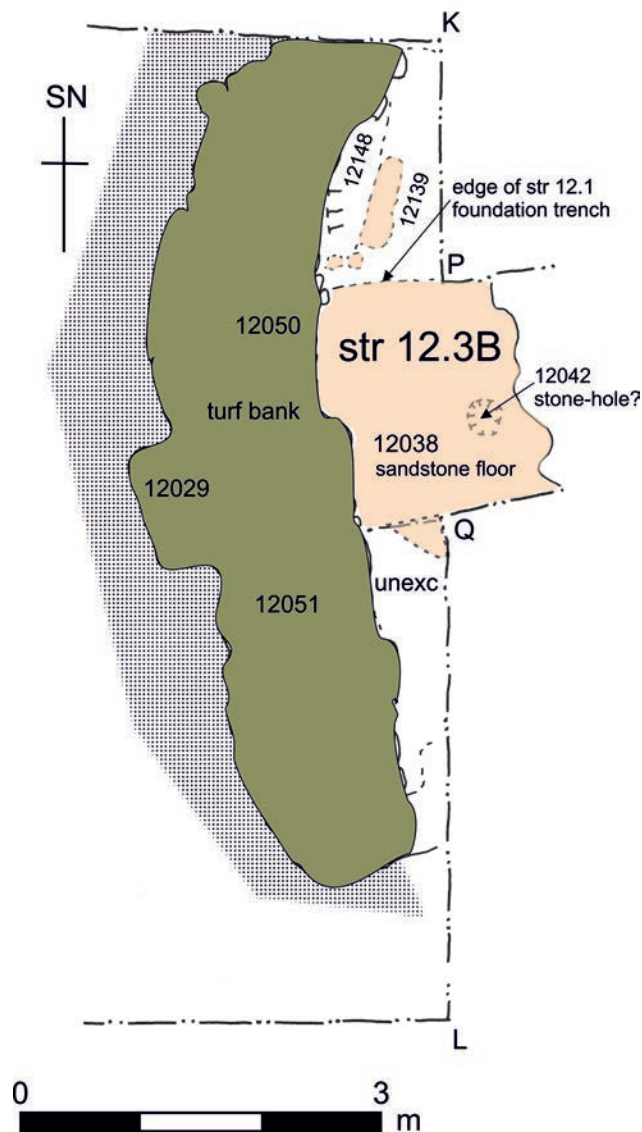 K
SN
12148
12139
edge of str 12.1
foundation trench
P
12050
str 12.3B
12042
stone-hole?
turf bank
12038
sandstone floor
12029
Q
unexc
12051
L
0
3
m